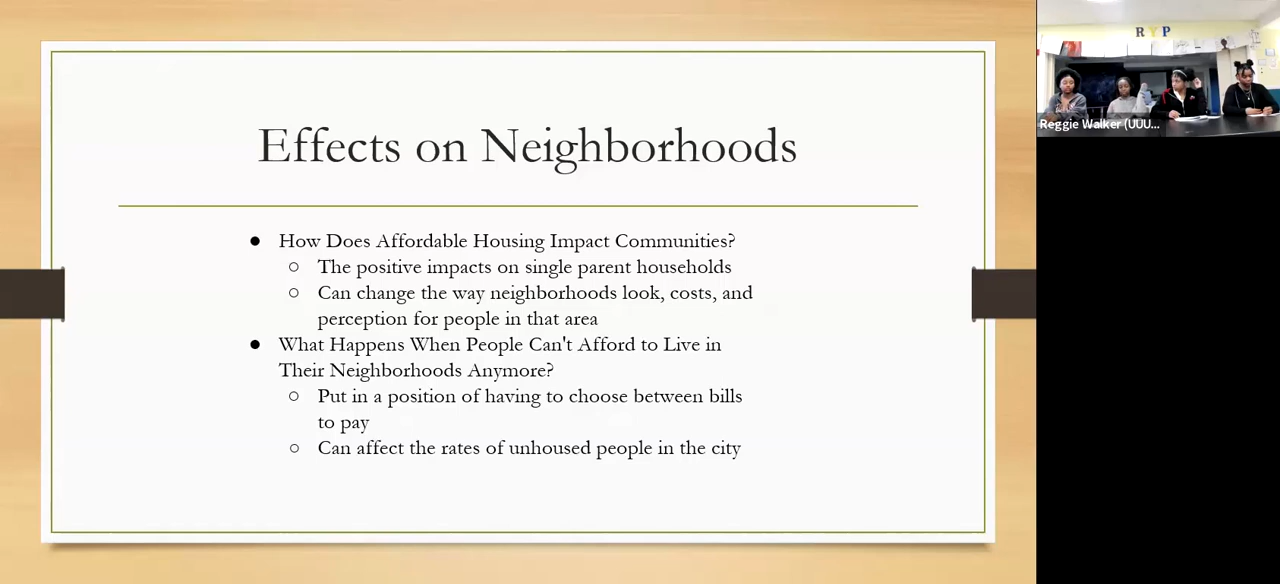 Effects on Neighborhoods
● How Does Affordable Housing Impact Communities?
○ The positive impacts on single parent households
○ Can change the way neighborhoods look, costs, and
perception for people in that area
● What Happens When People Can't Afford to Live in
Their Neighborhoods Anymore?
○ Put in a position of having to choose between bills
to pay
○ Can affect the rates of unhoused people in the city
R Y P
Reggie Walker (UUU...